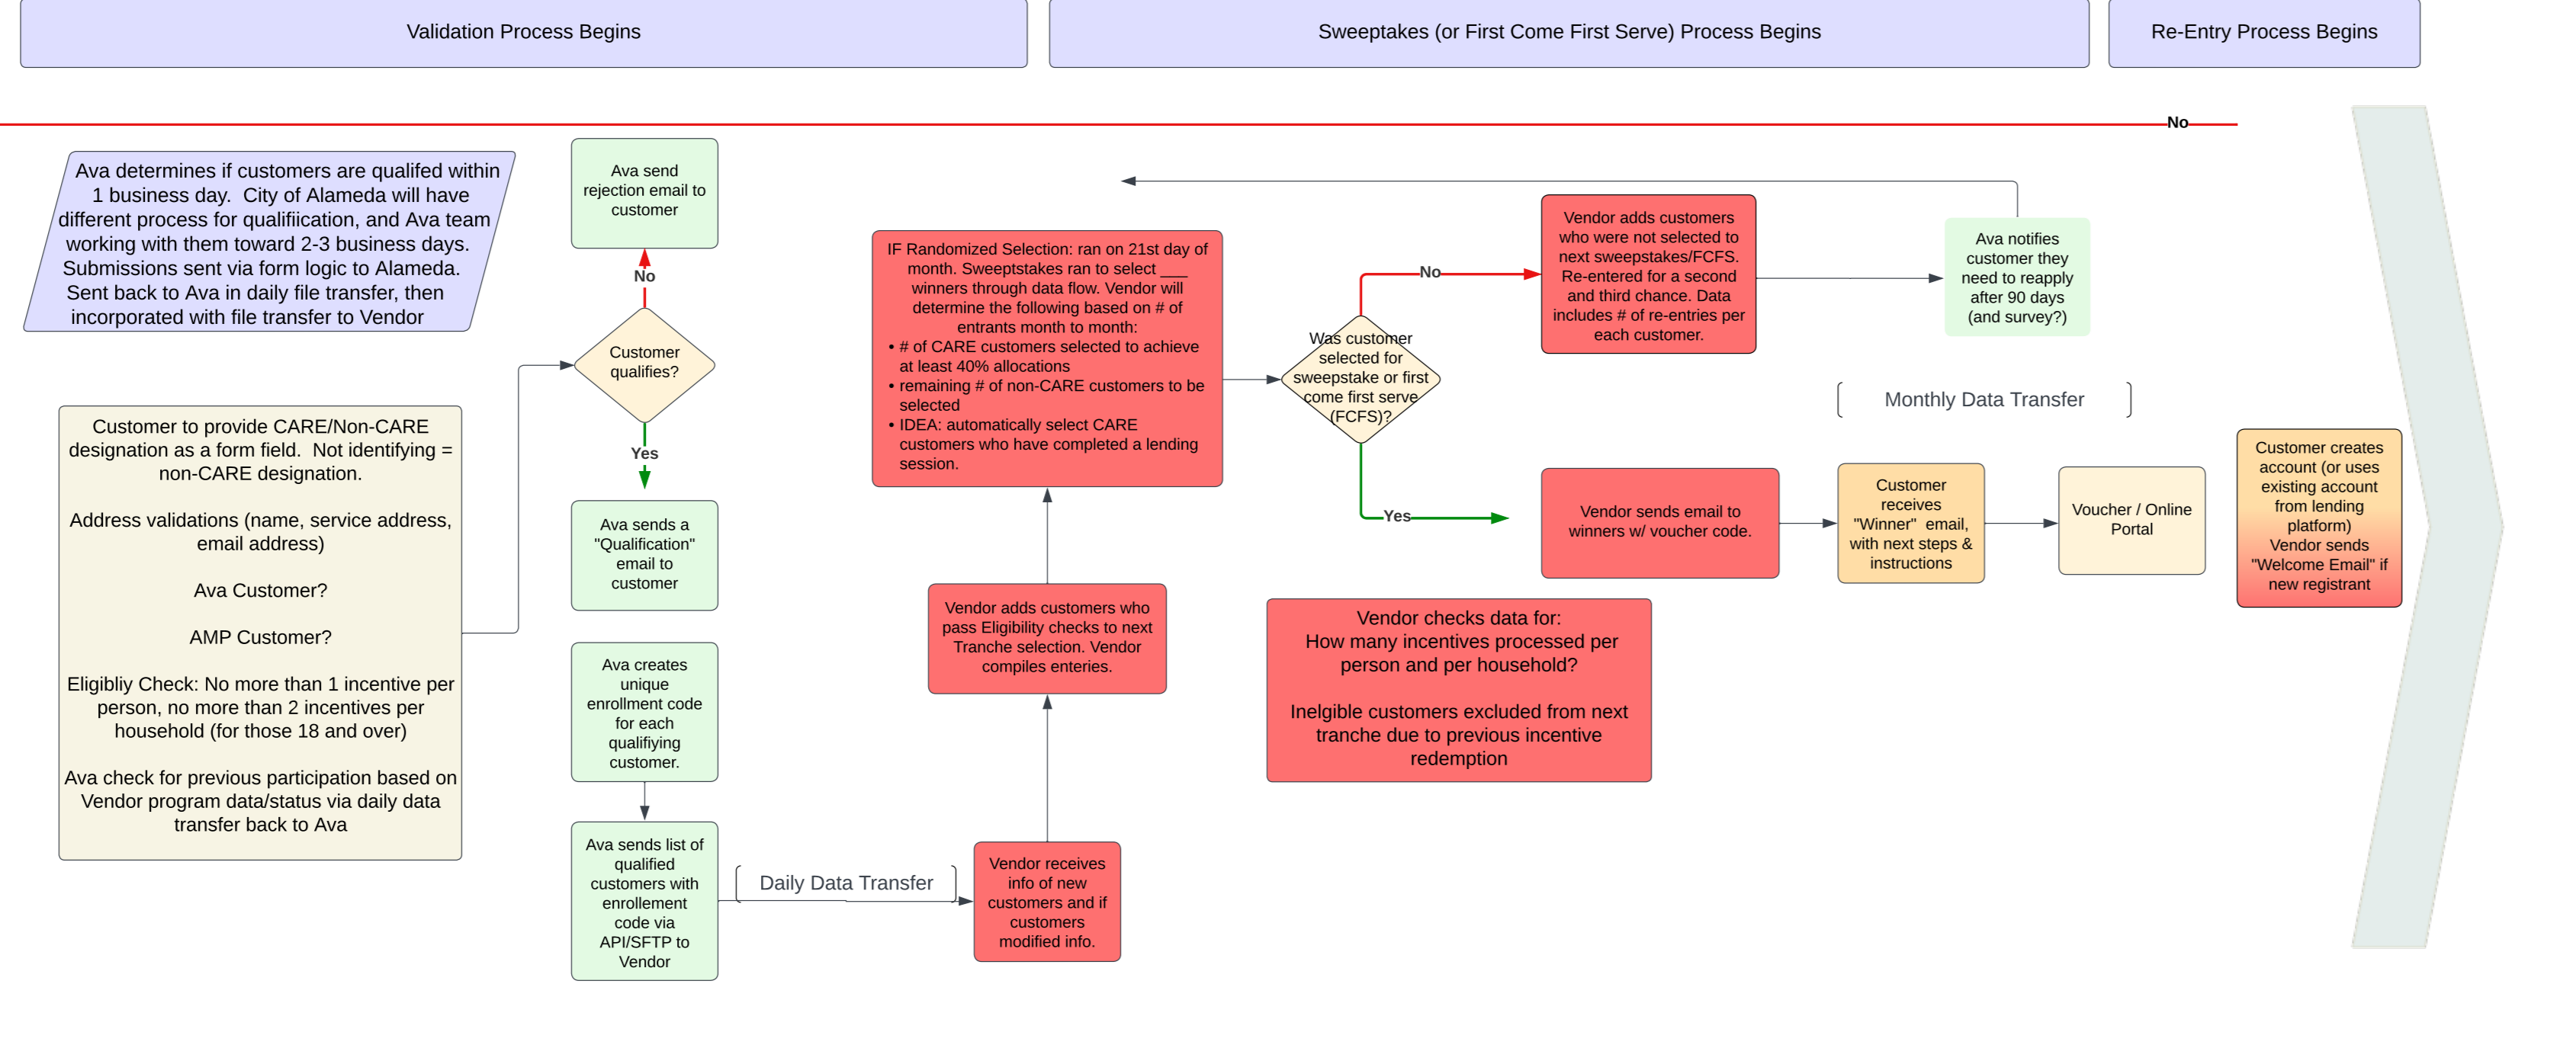 Validation Process Begins
Sweeptakes (or First Come First Serve) Process Begins
Re-Entry Process Begins
No
Ava determines if customers are qualifed within
1 business day.  City of Alameda will have
different process for qualifiication, and Ava team
working with them toward 2-3 business days.
Submissions sent via form logic to Alameda.
Sent back to Ava in daily file transfer, then
incorporated with file transfer to Vendor
Customer to provide CARE/Non-CARE
designation as a form field.  Not identifying =
non-CARE designation.
Address validations (name, service address,
email address)
Ava Customer?
AMP Customer?
Eligibliy Check: No more than 1 incentive per
person, no more than 2 incentives per
household (for those 18 and over)
Ava check for previous participation based on
Vendor program data/status via daily data
transfer back to Ava
Ava send
rejection email to
customer
No
Customer
qualifies?
Yes
Ava sends a
"Qualification"
email to
customer
Ava creates
unique
enrollment code
for each
qualifiying
customer.
Ava sends list of
qualified
customers with
enrollement
code via
API/SFTP to
Vendor
Daily Data Transfer
Vendor receives
info of new
customers and if
customers
modified info.
Vendor adds customers who
pass Eligibility checks to next
Tranche selection. Vendor
compiles enteries.
IF Randomized Selection: ran on 21st day of
month. Sweeptstakes ran to select ___
winners through data flow. Vendor will
determine the following based on # of
entrants month to month:
• # of CARE customers selected to achieve
at least 40% allocations
• remaining # of non-CARE customers to be
selected
• IDEA: automatically select CARE
customers who have completed a lending
session.
Was customer
selected for
sweepstake or first
come first serve
(FCFS)?
No
Vendor adds customers
who were not selected to
next sweepstakes/FCFS.
Re-entered for a second
and third chance. Data
includes # of re-entries per
each customer.
Ava notifies
customer they
need to reapply
after 90 days
(and survey?)
Monthly Data Transfer
Yes
Vendor sends email to
winners w/ voucher code.
Customer
receives
"Winner"  email,
with next steps &
instructions
Voucher / Online
Portal
Customer creates
account (or uses
existing account
from lending
platform)
Vendor sends
"Welcome Email" if
new registrant
Vendor checks data for:
How many incentives processed per
person and per household?
Inelgible customers excluded from next
tranche due to previous incentive
redemption